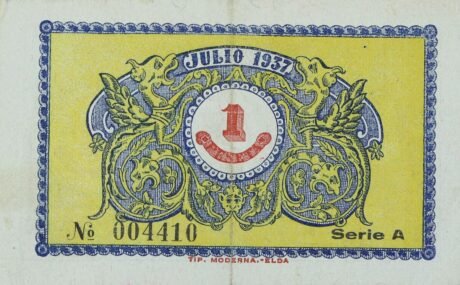 JULIO 1937
1
No 004410
Serie A
TIP. MODERNA.-ELDA